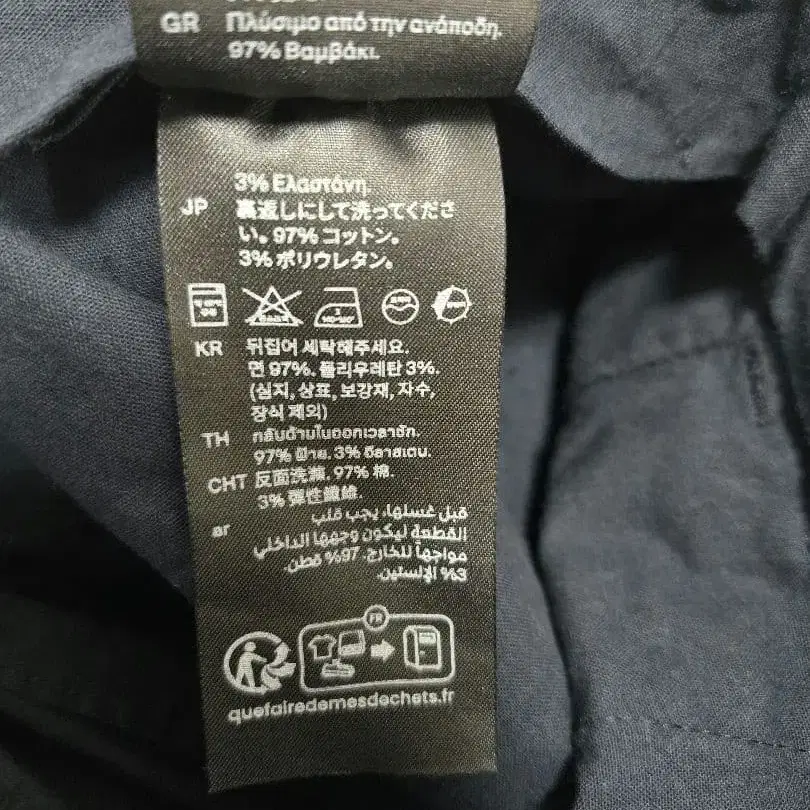 GR Πλύσιμο από την ανάποδη.
97% Βαμβάκι.
3% Ελαστάνη.
JP 裏返しにして洗ってくださ
い。97% コットン。
3% ポリウレタン。
KR 뒤집어 세탁해주세요.
면 97%. 폴리우레탄 3%.
(심지, 상표, 보강재, 자수,
장식 제외)
TH กลับด้านในออกเวลาซัก.
97% ฝ้าย. 3% อีลาสเตน.
CHT 反面洗滌. 97% 棉.
3% 彈性纖維.
ar قبل غسلها، يجب قلب
القطعة ليكون وجهها الداخلي
مواجهاً للخارج. 97% قطن.
3% الإلستين.
FR
quefairedemesdechets.fr